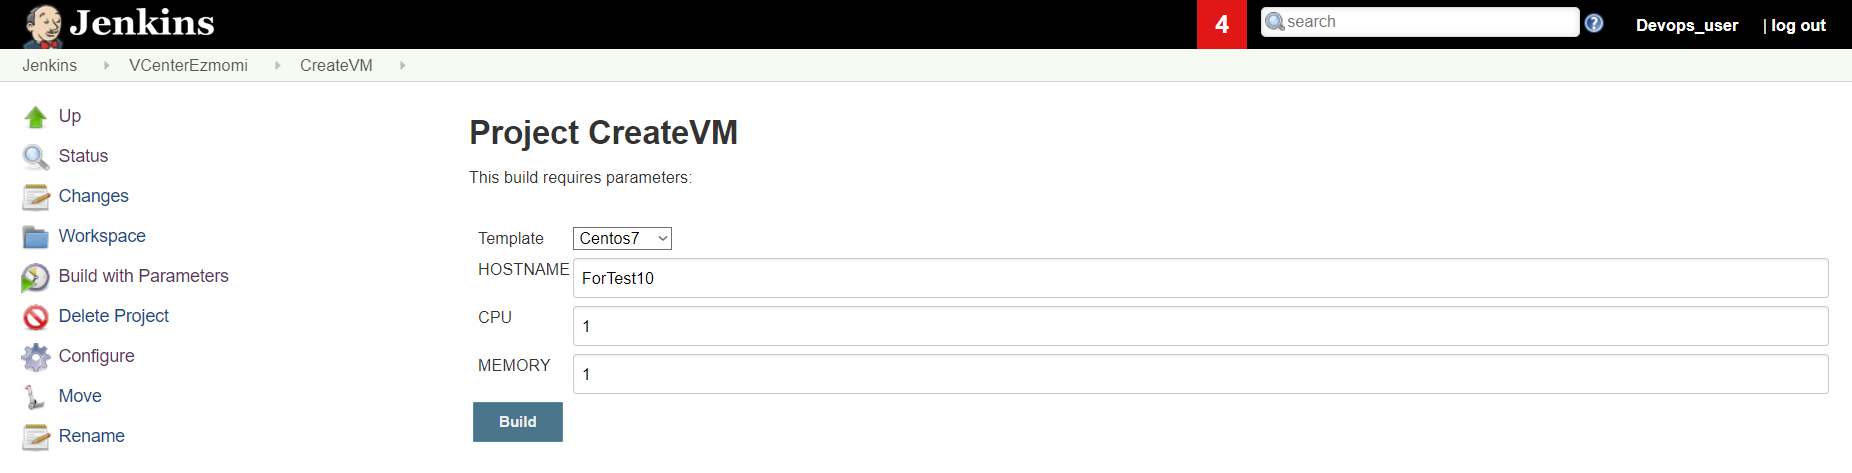 Jenkins
4
search
Devops_user
| log out
Jenkins
VCenterEzmomi
CreateVM
Up
Status
Changes
Workspace
Build with Parameters
Delete Project
Configure
Move
Rename
Project CreateVM
This build requires parameters:
Template Centos7
HOSTNAME ForTest10
CPU 1
MEMORY 1
Build